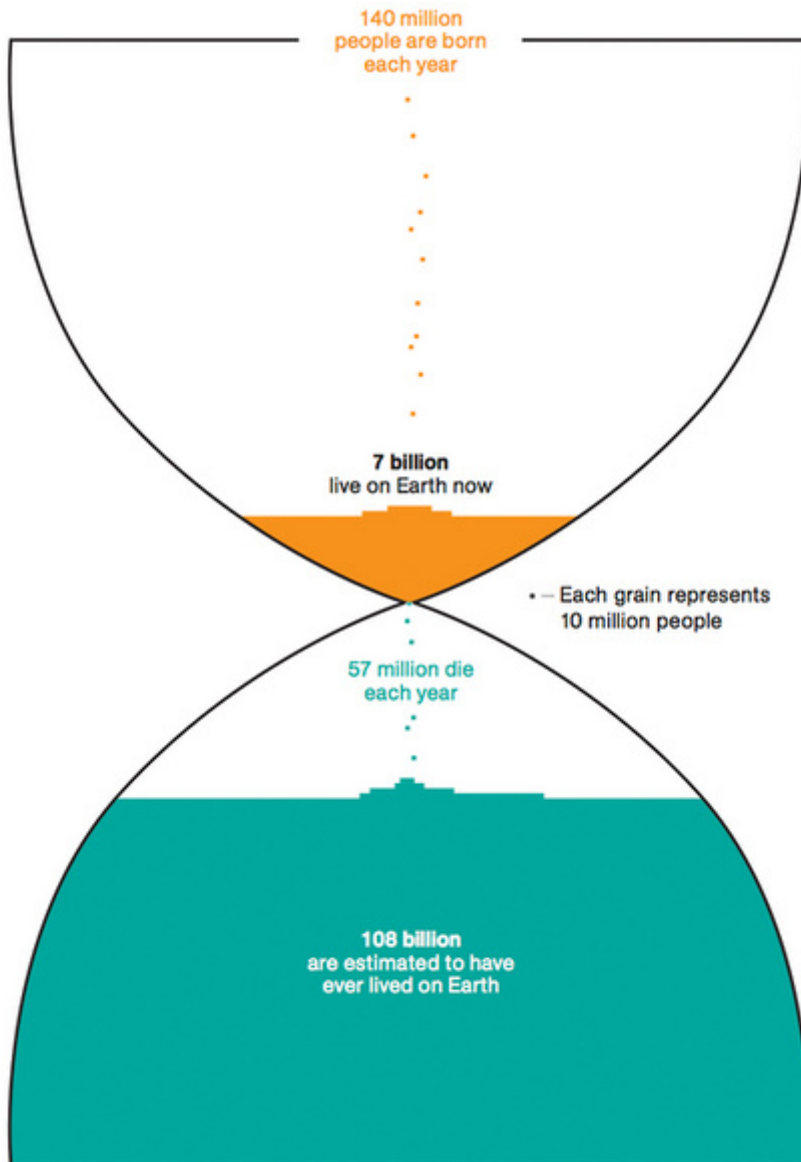 140 million
people are born
each year
7 billion
live on Earth now
Each grain represents
10 million people
57 million die
each year
108 billion
are estimated to have
ever lived on Earth